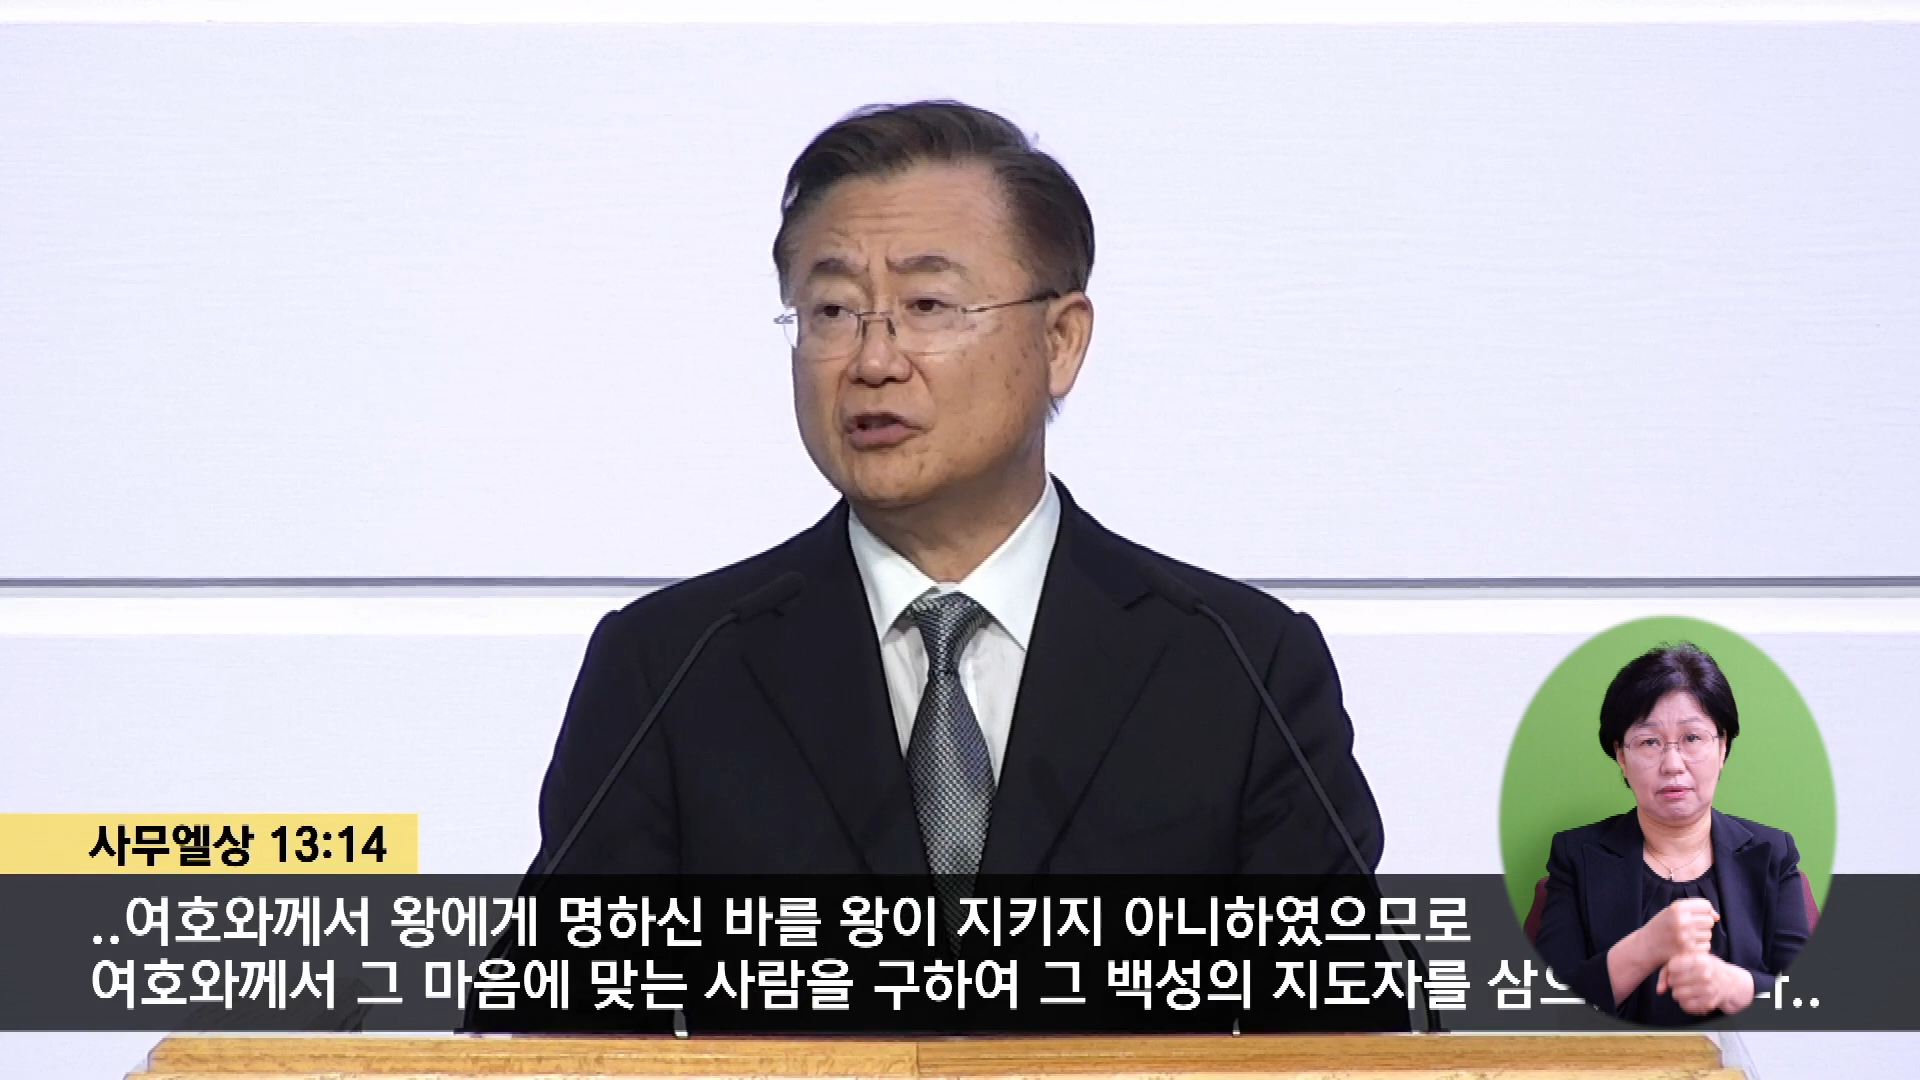 사무엘상 13:14
..여호와께서 왕에게 명하신 바를 왕이 지키지 아니하였으므로
여호와께서 그 마음에 맞는 사람을 구하여 그 백성의 지도자를